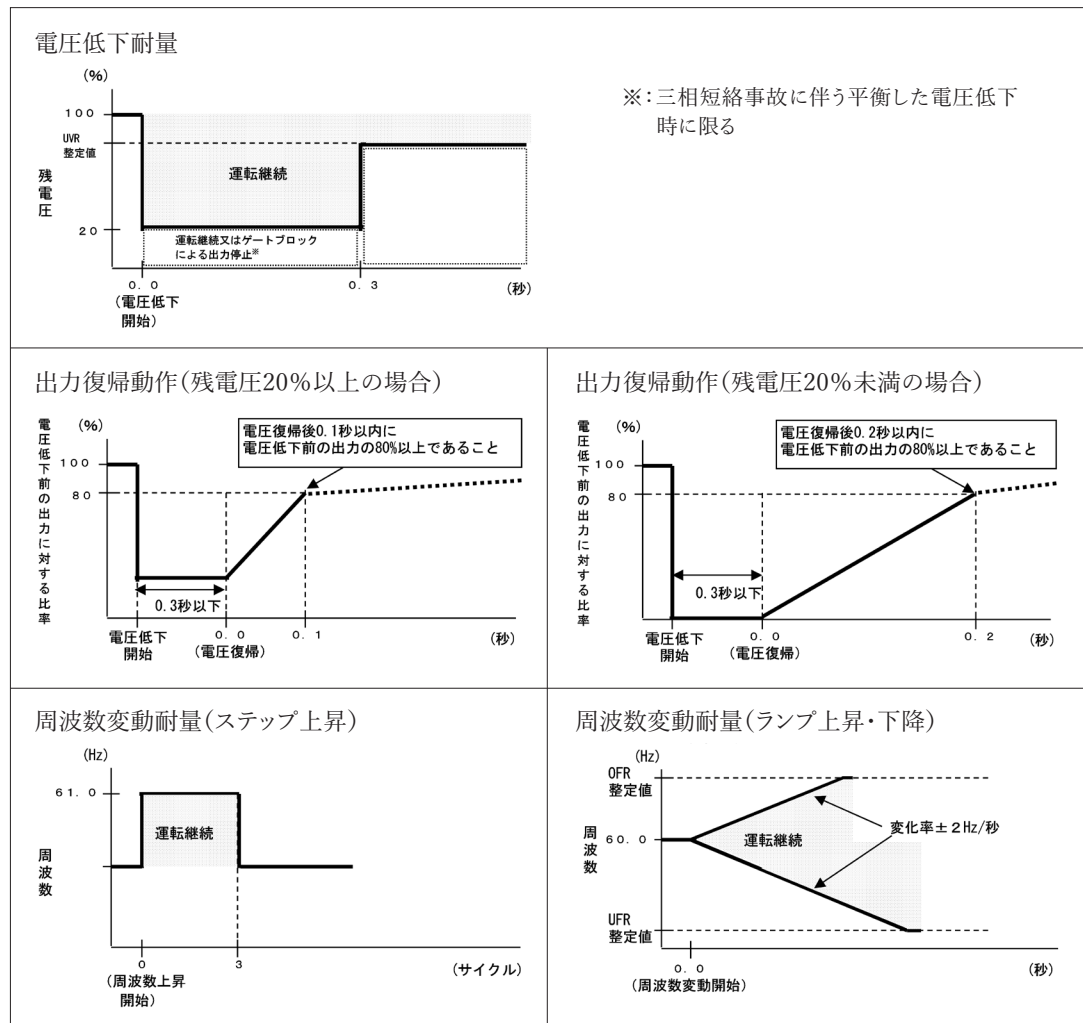 電圧低下耐量
(%)
100
UVR
整定値
残電圧
運転継続
20
運転継続又はゲートブロック
による出力停止※
0.0
0.3
(秒)
(電圧低下
開始)
※:三相短絡事故に伴う平衡した電圧低下
時に限る
出力復帰動作(残電圧20%以上の場合)
電圧低下前の出力に対する比率
(%)
電圧復帰後0.1秒以内に
電圧低下前の出力の80%以上であること
100
80
0.3秒以下
電圧低下
開始
0.0
(電圧復帰)
0.1
(秒)
出力復帰動作(残電圧20%未満の場合)
電圧低下前の出力に対する比率
(%)
電圧復帰後0.2秒以内に
電圧低下前の出力の80%以上であること
100
80
0.3秒以下
電圧低下
開始
0.0
(電圧復帰)
0.2
(秒)
周波数変動耐量(ステップ上昇)
(Hz)
61.0
運転継続
周波数
0
3
(サイクル)
(周波数上昇
開始)
周波数変動耐量(ランプ上昇・下降)
(Hz)
OFR
整定値
周波数
60.0
運転継続
変化率±2Hz/秒
UFR
整定値
0.0
(周波数変動開始)
(秒)